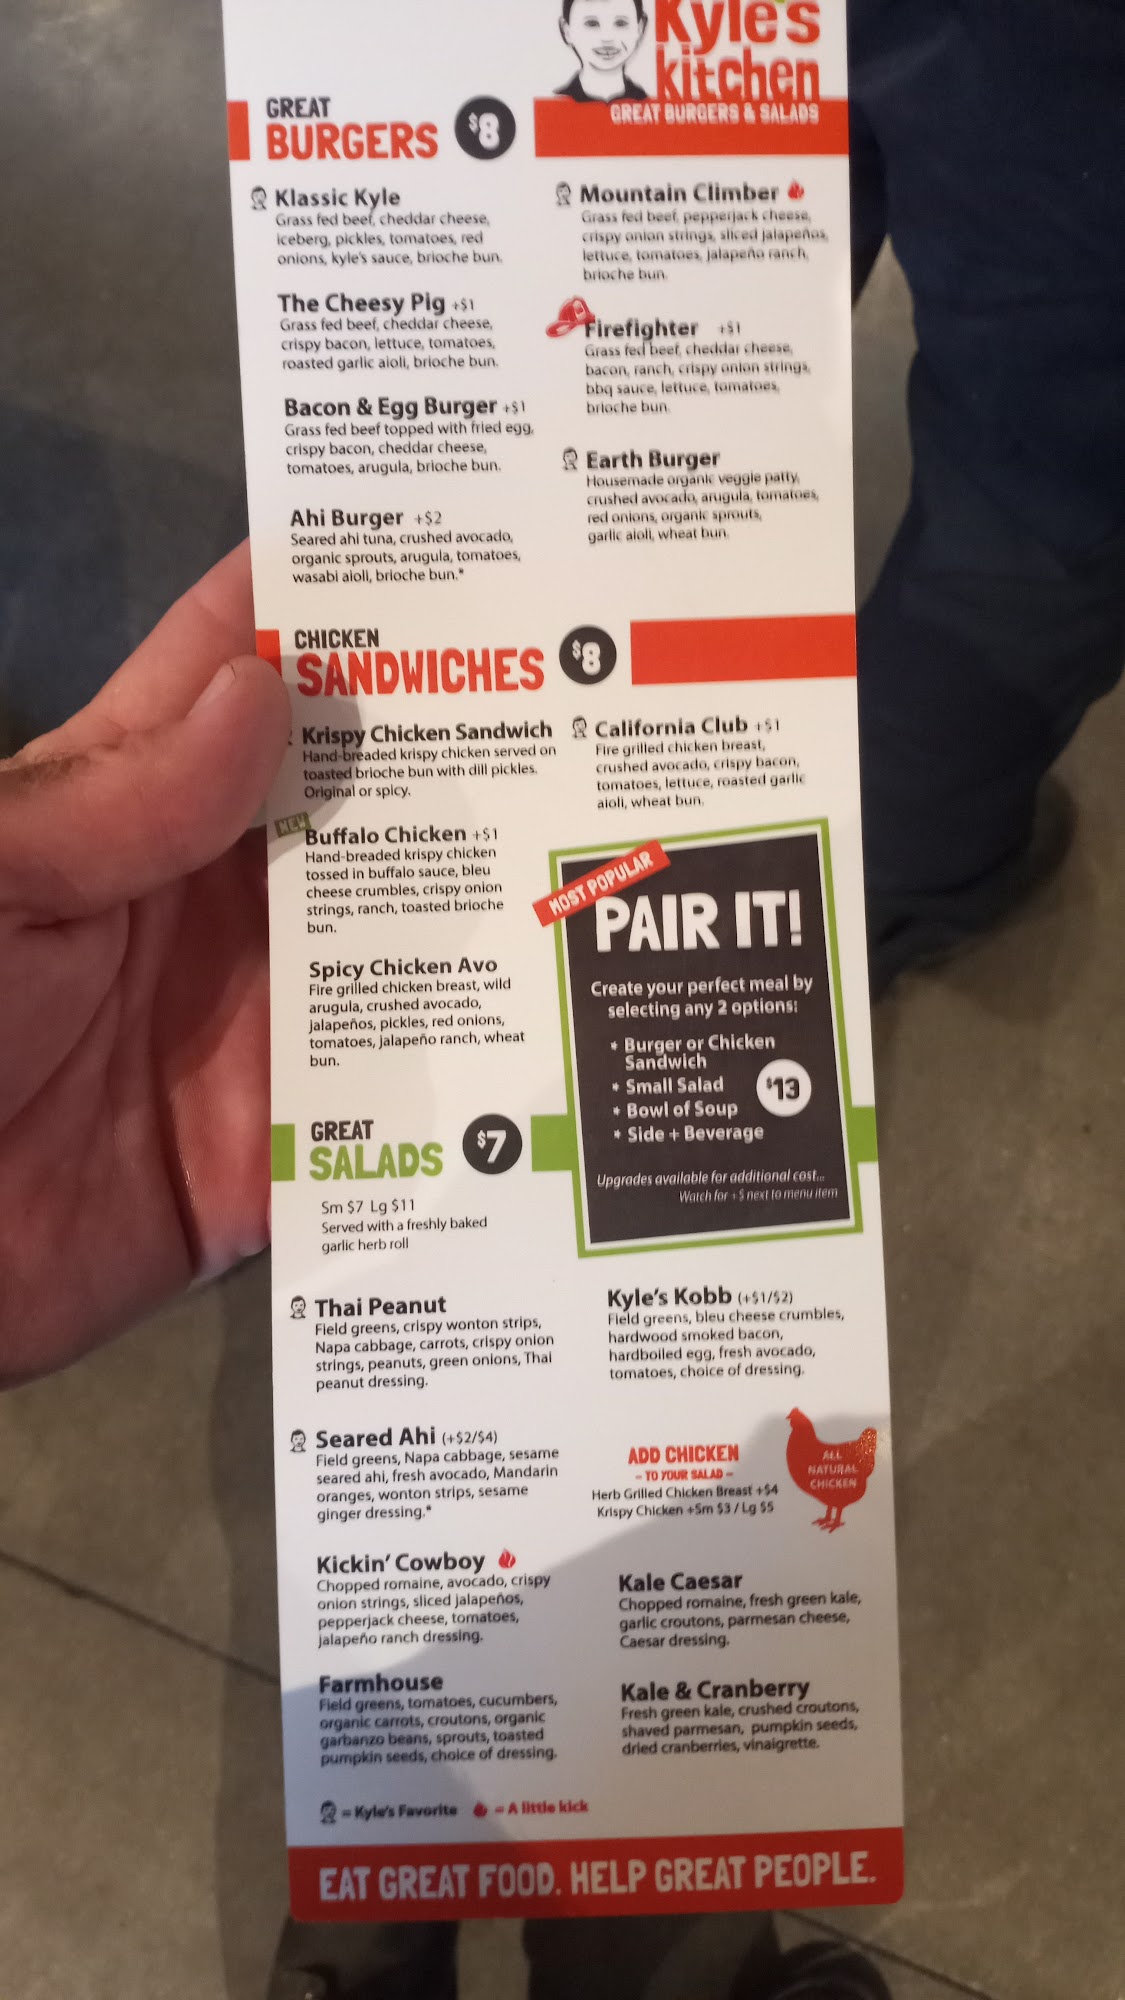 Kyle's
kitchen
GREAT BURGERS & SALADS
GREAT
BURGERS
$8
Klassic Kyle
Grass fed beef, cheddar cheese,
iceberg, pickles, tomatoes, red
onions, kyle's sauce, brioche bun.
The Cheesy Pig +$1
Grass fed beef, cheddar cheese,
crispy bacon, lettuce, tomatoes,
roasted garlic aioli, brioche bun.
Bacon & Egg Burger +$1
Grass fed beef topped with fried egg,
crispy bacon, cheddar cheese,
tomatoes, arugula, brioche bun.
Ahi Burger +$2
Seared ahi tuna, crushed avocado,
organic sprouts, arugula, tomatoes,
wasabi aioli, brioche bun.*
Mountain Climber
Grass fed beef, pepperjack cheese,
crispy onion strings, sliced jalapeños,
lettuce, tomatoes, jalapeño ranch,
brioche bun.
Firefighter +$1
Grass fed beef, cheddar cheese,
bacon, ranch, crispy onion strings,
bbq sauce, lettuce, tomatoes,
brioche bun.
Earth Burger
Housemade organic veggie patty,
crushed avocado, arugula, tomatoes,
red onions, organic sprouts,
garlic aioli, wheat bun.
CHICKEN
SANDWICHES
$8
Krispy Chicken Sandwich
Hand-breaded krispy chicken served on
toasted brioche bun with dill pickles.
Original or spicy.
NEW
Buffalo Chicken +$1
Hand-breaded krispy chicken
tossed in buffalo sauce, bleu
cheese crumbles, crispy onion
strings, ranch, toasted brioche
bun.
Spicy Chicken Avo
Fire grilled chicken breast, wild
arugula, crushed avocado,
jalapeños, pickles, red onions,
tomatoes, jalapeño ranch, wheat
bun.
California Club +$1
Fire grilled chicken breast,
crushed avocado, crispy bacon,
tomatoes, lettuce, roasted garlic
aioli, wheat bun.
MOST POPULAR
PAIR IT!
Create your perfect meal by
selecting any 2 options:
* Burger or Chicken
Sandwich
* Small Salad
* Bowl of Soup
* Side + Beverage
$13
Upgrades available for additional cost...
Watch for +$ next to menu item
GREAT
SALADS
$7
Sm $7 Lg $11
Served with a freshly baked
garlic herb roll
Thai Peanut
Field greens, crispy wonton strips,
Napa cabbage, carrots, crispy onion
strings, peanuts, green onions, Thai
peanut dressing.
Seared Ahi (+$2/$4)
Field greens, Napa cabbage, sesame
seared ahi, fresh avocado, Mandarin
oranges, wonton strips, sesame
ginger dressing.*
Kickin' Cowboy
Chopped romaine, avocado, crispy
onion strings, sliced jalapeños,
pepperjack cheese, tomatoes,
jalapeño ranch dressing.
Farmhouse
Field greens, tomatoes, cucumbers,
organic carrots, croutons, organic
garbanzo beans, sprouts, toasted
pumpkin seeds, choice of dressing.
Kyle's Kobb (+$1/$2)
Field greens, bleu cheese crumbles,
hardwood smoked bacon,
hardboiled egg, fresh avocado,
tomatoes, choice of dressing.
ADD CHICKEN
- TO YOUR SALAD -
Herb Grilled Chicken Breast +$4
Krispy Chicken +Sm $3 / Lg $5
ALL
NATURAL
CHICKEN
Kale Caesar
Chopped romaine, fresh green kale,
garlic croutons, parmesan cheese,
Caesar dressing.
Kale & Cranberry
Fresh green kale, crushed croutons,
shaved parmesan, pumpkin seeds,
dried cranberries, vinaigrette.
= Kyle's Favorite = A little kick
EAT GREAT FOOD. HELP GREAT PEOPLE.